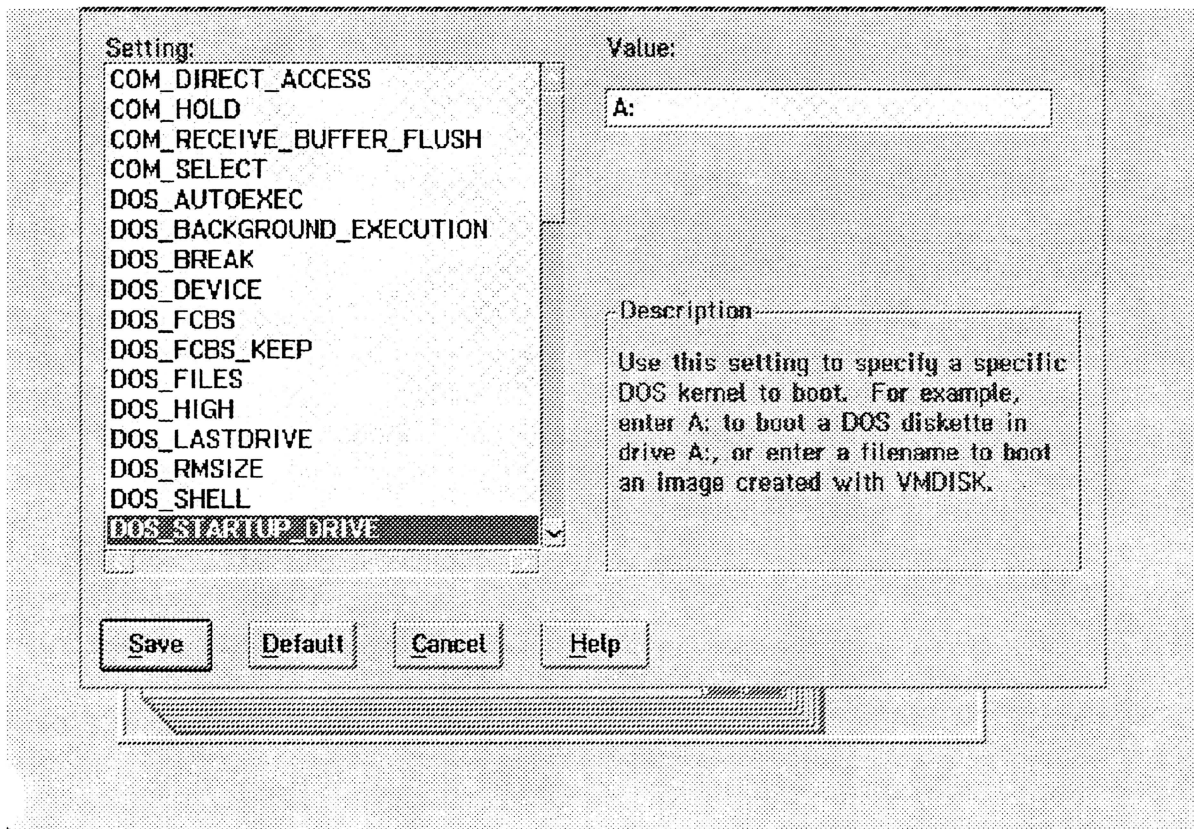 Setting:
COM_DIRECT_ACCESS
COM_HOLD
COM_RECEIVE_BUFFER_FLUSH
COM_SELECT
DOS_AUTOEXEC
DOS_BACKGROUND_EXECUTION
DOS_BREAK
DOS_DEVICE
DOS_FCBS
DOS_FCBS_KEEP
DOS_FILES
DOS_HIGH
DOS_LASTDRIVE
DOS_RMSIZE
DOS_SHELL
DOS_STARTUP_DRIVE
Value:
A:
Description
Use this setting to specify a specific
DOS kernel to boot. For example,
enter A: to boot a DOS diskette in
drive A:, or enter a filename to boot
an image created with VMDISK.
Save Default Cancel Help